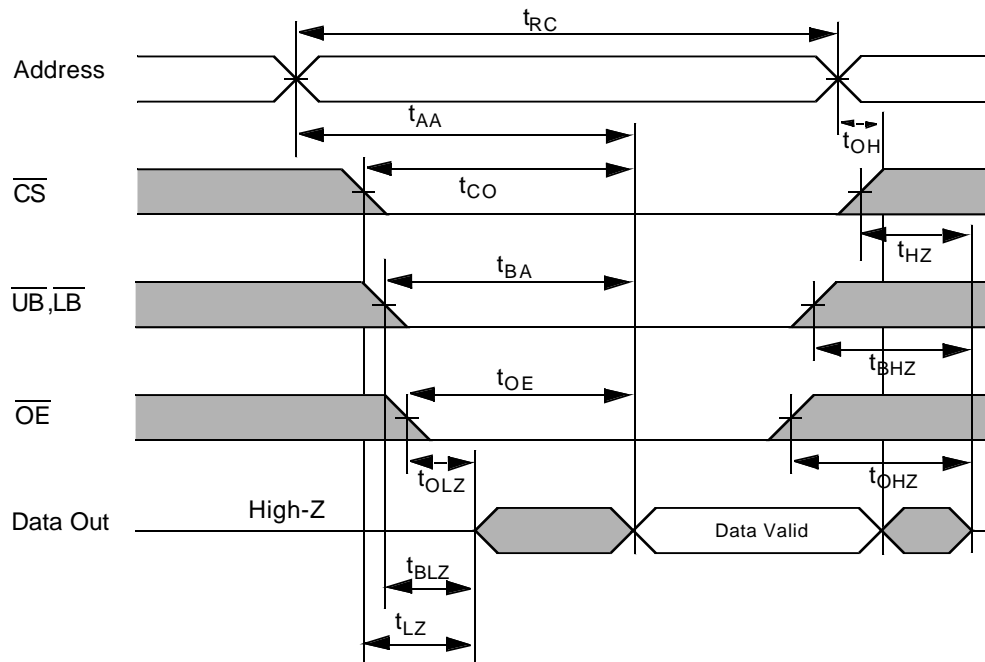 tRC
Address
tAA
tOH
CS
tCO
tHZ
UB,LB
tBA
tBHZ
OE
tOE
tOLZ
tOHZ
Data Out
High-Z
Data Valid
tBLZ
tLZ